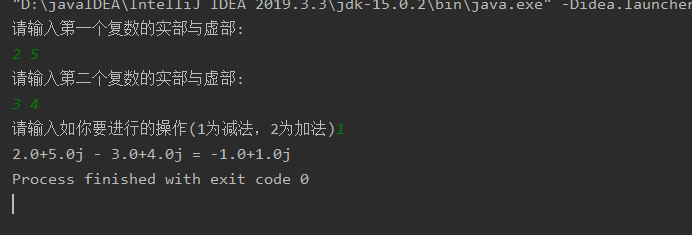 "D:\javaIDEA\IntelliJ IDEA 2019.3.3\jdk-15.0.2\bin\java.exe" -Didea.launcher
请输入第一个复数的实部与虚部:
2 5
请输入第二个复数的实部与虚部:
3 4
请输入如你要进行的操作(1为减法，2为加法)1
2.0+5.0j - 3.0+4.0j = -1.0+1.0j
Process finished with exit code 0